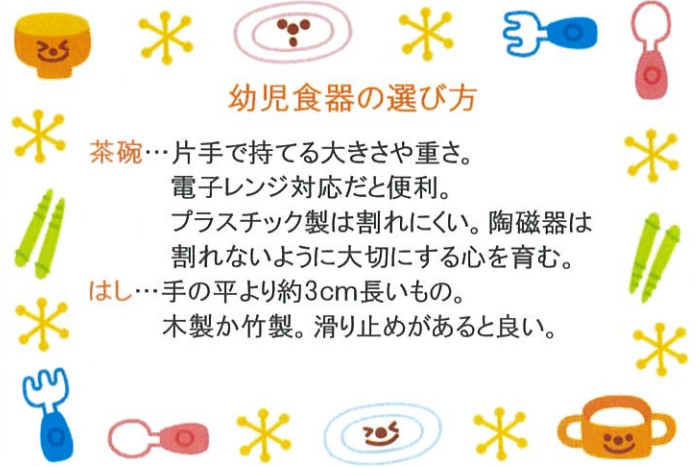 幼児食器の選び方
茶碗…片手で持てる大きさや重さ。
電子レンジ対応だと便利。
プラスチック製は割れにくい。陶磁器は
割れないように大切にする心を育む。
はし…手の平より約3cm長いもの。
木製か竹製。滑り止めがあると良い。